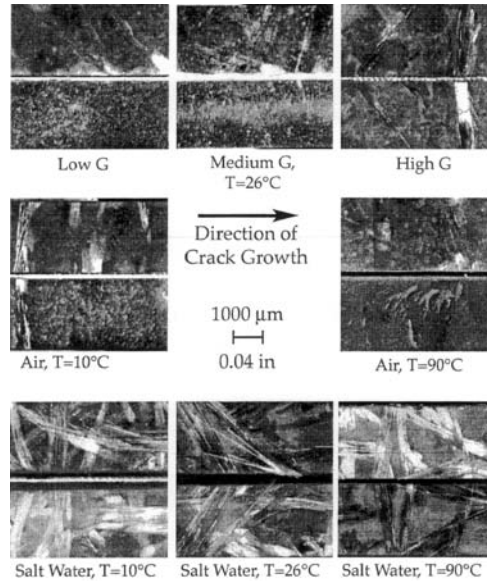 Low G
Medium G,
T=26°C
High G
Direction of
Crack Growth
1000 µm
0.04 in
Air, T=10°C
Air, T=90°C
Salt Water, T=10°C
Salt Water, T=26°C
Salt Water, T=90°C